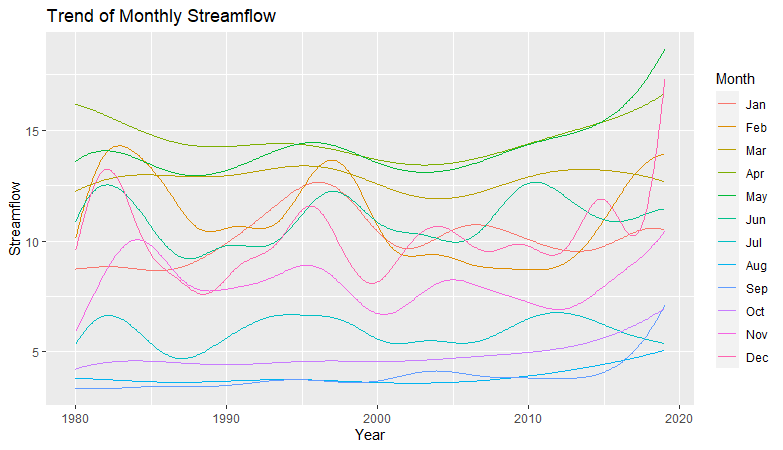 Trend of Monthly Streamflow
Streamflow
15
10
5
1980
1990
2000
2010
2020
Year
Month
Jan
Feb
Mar
Apr
May
Jun
Jul
Aug
Sep
Oct
Nov
Dec